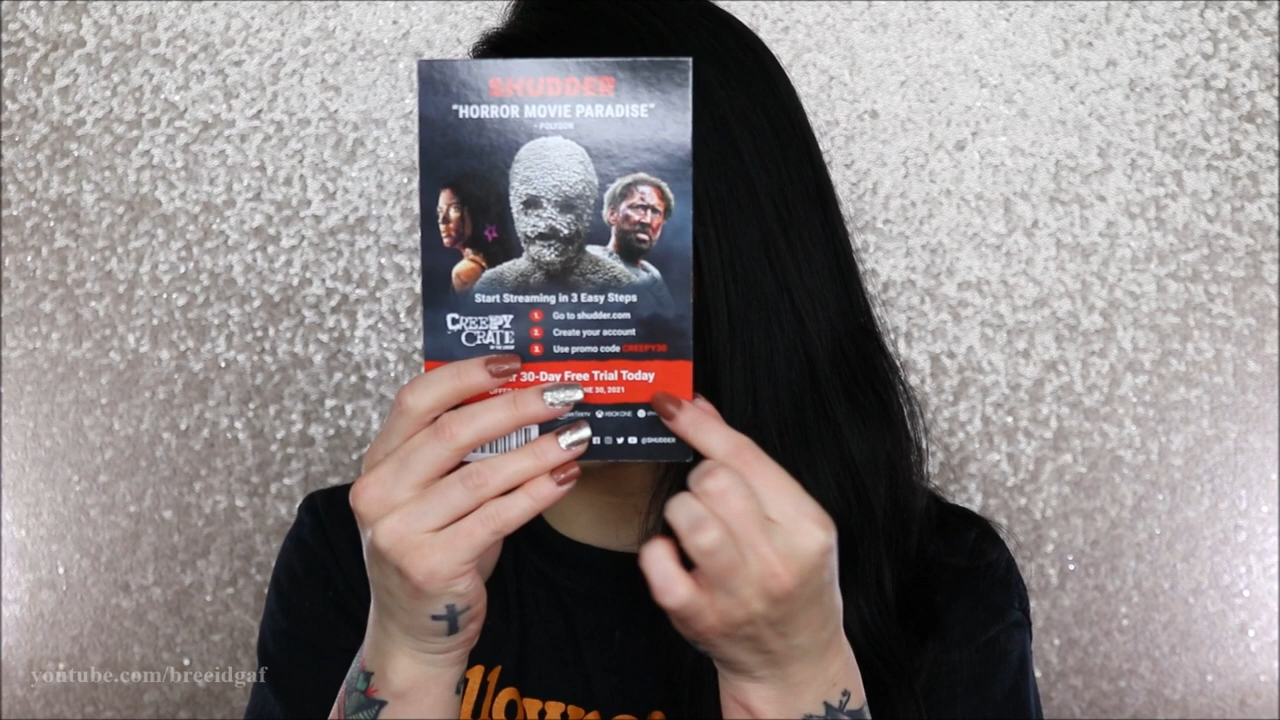 SHUDDER
"HORROR MOVIE PARADISE"
- POLYGON
Start Streaming in 3 Easy Steps
CREEPY CRATE
1. Go to shudder.com
2. Create your account
3. Use promo code CREEPY30
30-Day Free Trial Today
30, 2021
XBOX ONE
@SHUDDER
youtube.com/breeidgaf